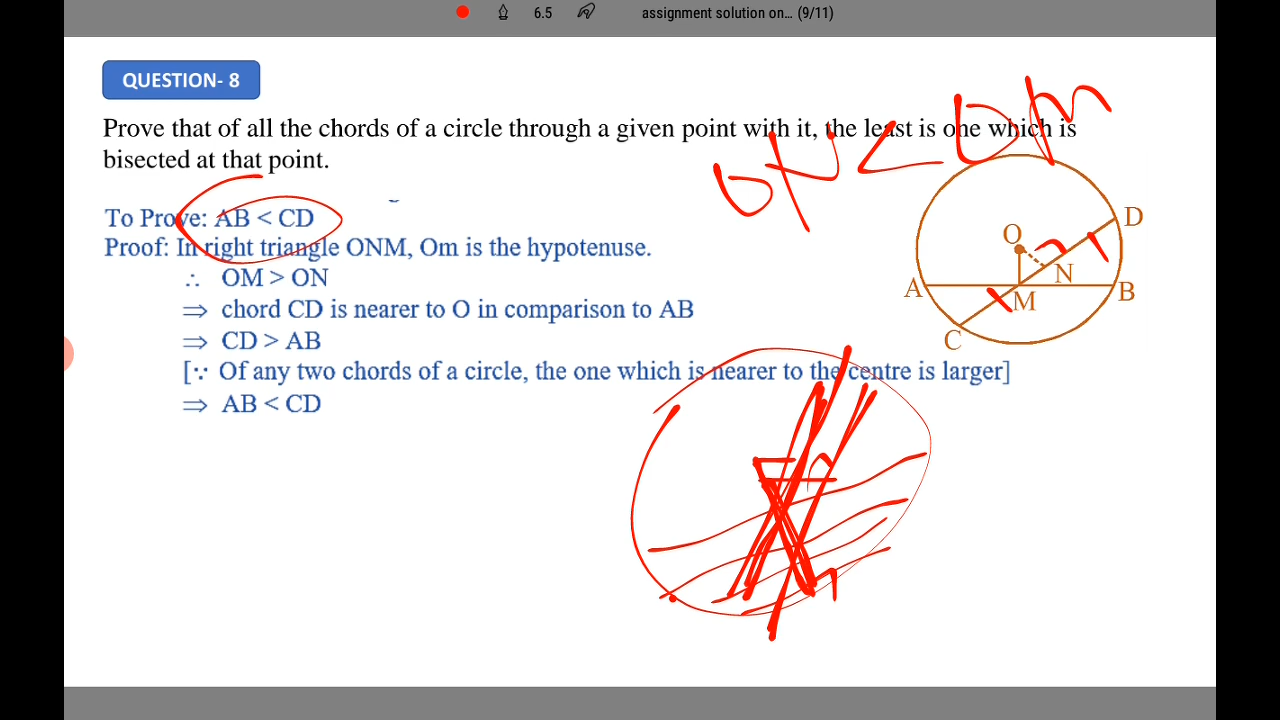 6.5 assignment solution on... (9/11)
QUESTION- 8
Prove that of all the chords of a circle through a given point with it, the least is one which is
bisected at that point.
To Prove: AB < CD
Proof: In right triangle ONM, Om is the hypotenuse.
∴ OM > ON
⇒ chord CD is nearer to O in comparison to AB
⇒ CD > AB
[∵ Of any two chords of a circle, the one which is nearer to the centre is larger]
⇒ AB < CD
ON < OM
D
O
N
A
M
B
C